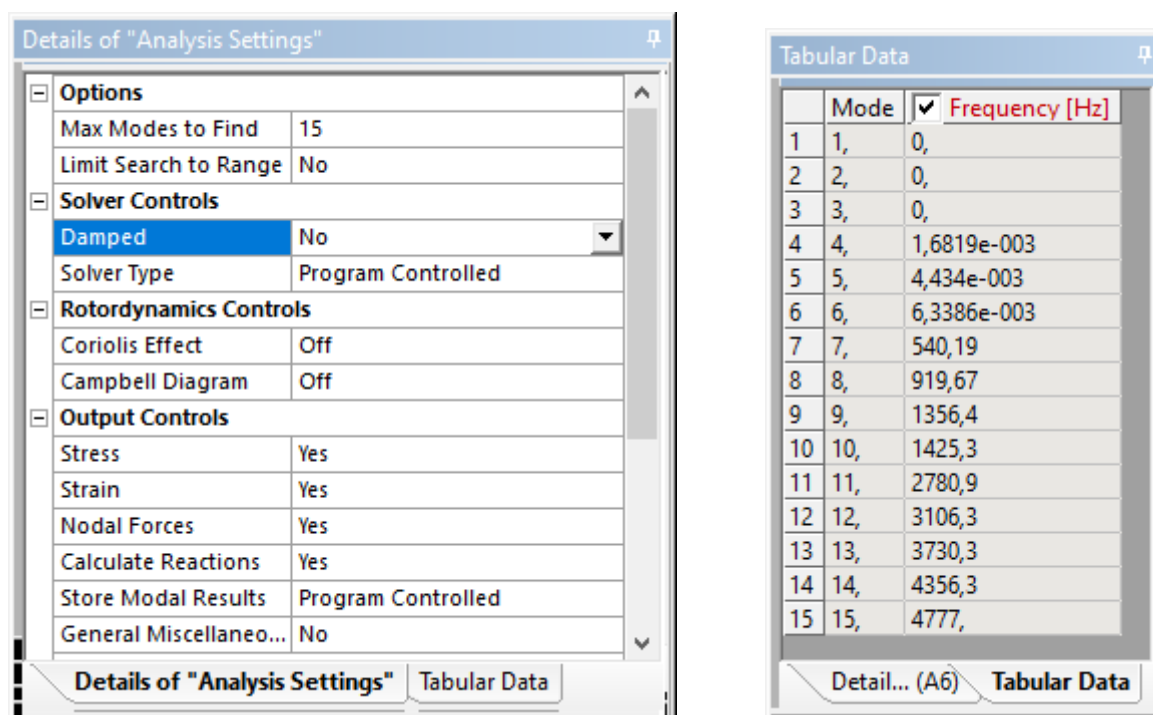 Details of "Analysis Settings"
Options
Max Modes to Find 15
Limit Search to Range No
Solver Controls
Damped No
Solver Type Program Controlled
Rotordynamics Controls
Coriolis Effect Off
Campbell Diagram Off
Output Controls
Stress Yes
Strain Yes
Nodal Forces Yes
Calculate Reactions Yes
Store Modal Results Program Controlled
General Miscellaneo... No
Details of "Analysis Settings" Tabular Data
Tabular Data
Mode Frequency [Hz]
1 1, 0,
2 2, 0,
3 3, 0,
4 4, 1,6819e-003
5 5, 4,434e-003
6 6, 6,3386e-003
7 7, 540,19
8 8, 919,67
9 9, 1356,4
10 10, 1425,3
11 11, 2780,9
12 12, 3106,3
13 13, 3730,3
14 14, 4356,3
15 15, 4777,
Detail... (A6) Tabular Data